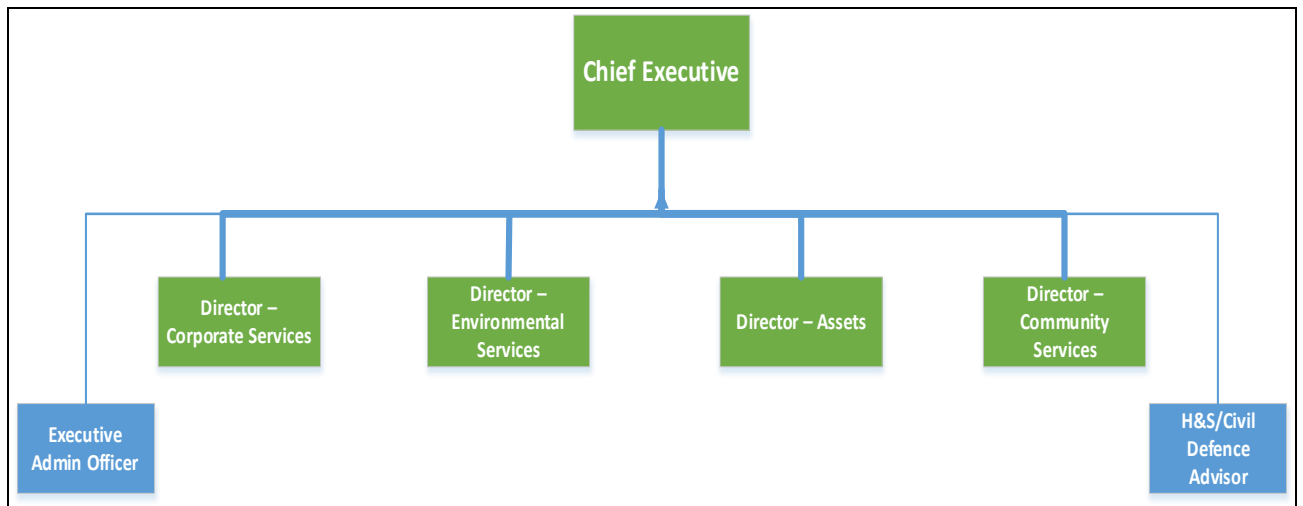 Chief Executive
Director –
Corporate Services
Director –
Environmental
Services
Director – Assets
Director –
Community
Services
Executive
Admin Officer
H&S/Civil
Defence
Advisor